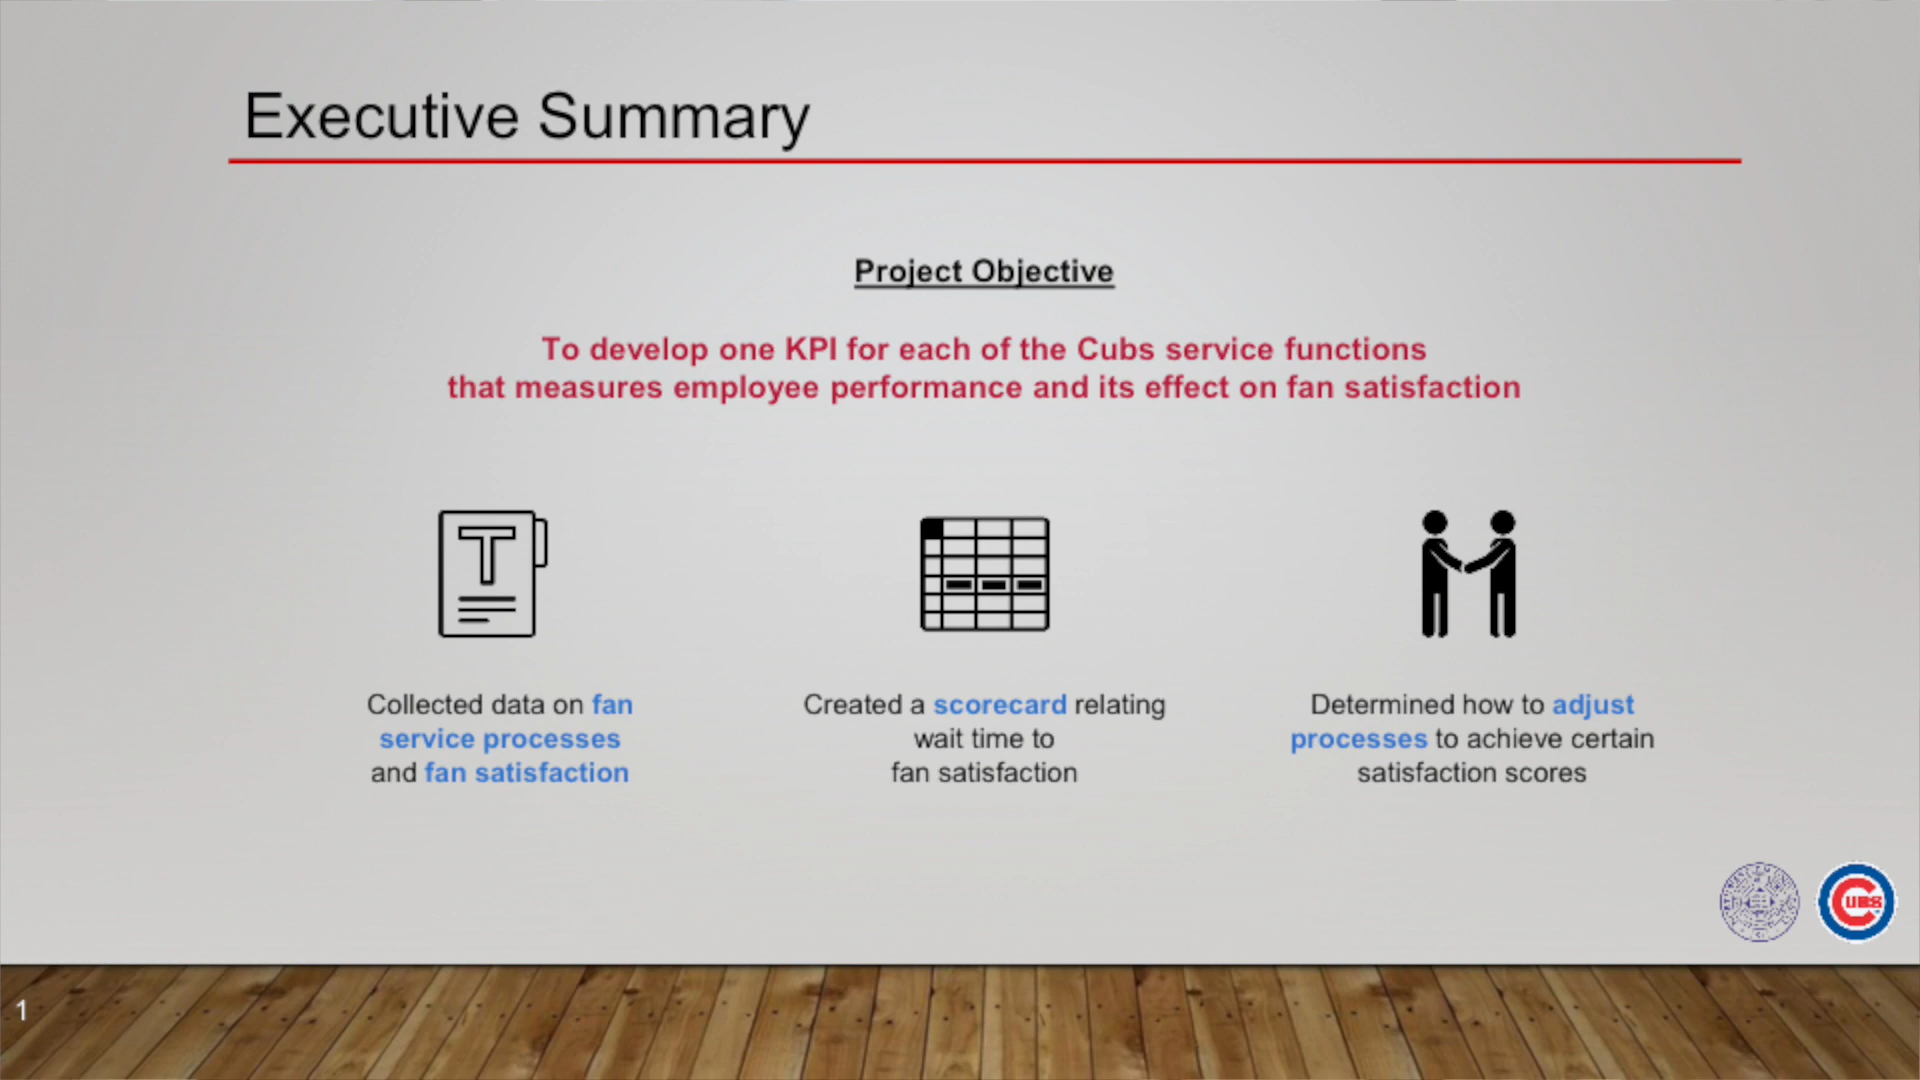 Executive Summary
Project Objective
To develop one KPI for each of the Cubs service functions
that measures employee performance and its effect on fan satisfaction
T
Collected data on fan
service processes
and fan satisfaction
Created a scorecard relating
wait time to
fan satisfaction
Determined how to adjust
processes to achieve certain
satisfaction scores
CUBS
1